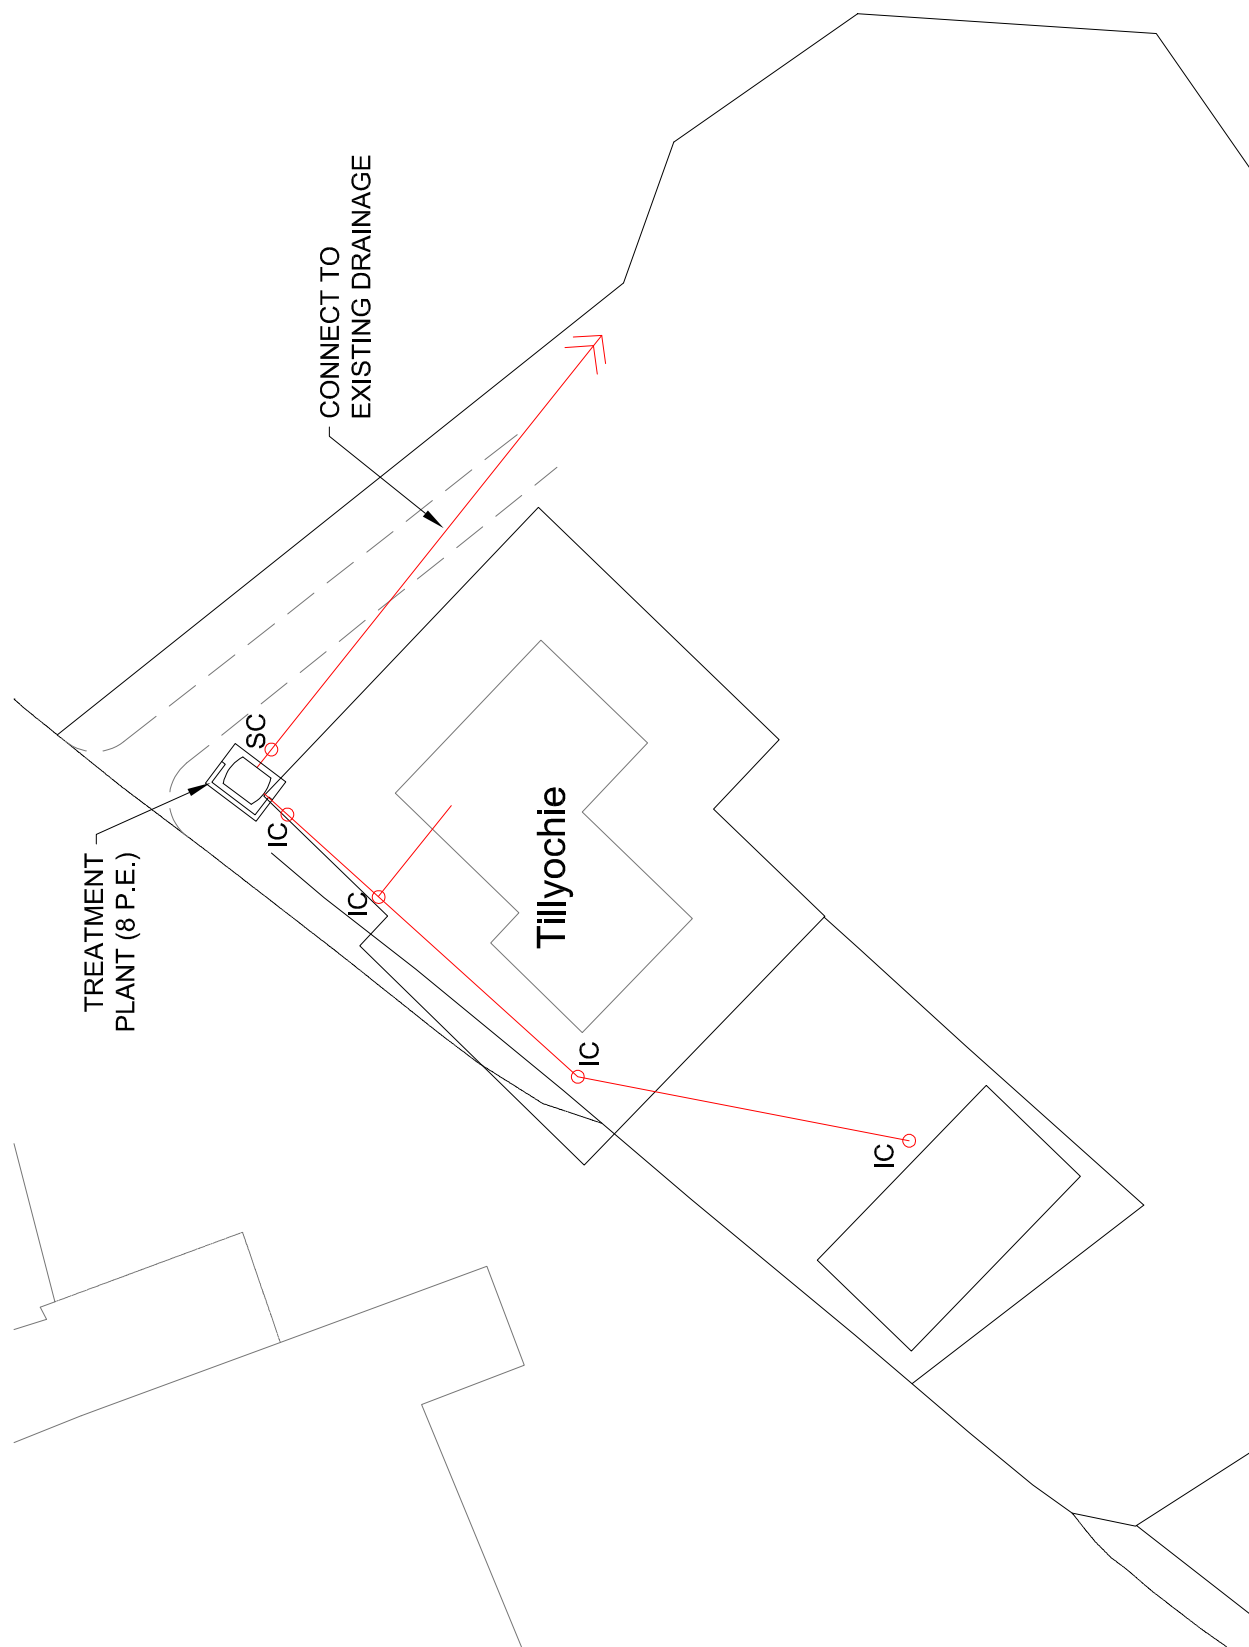 TREATMENT
PLANT (8 P.E.)
CONNECT TO
EXISTING DRAINAGE
SC
IC
IC
Tillyochie
IC
IC